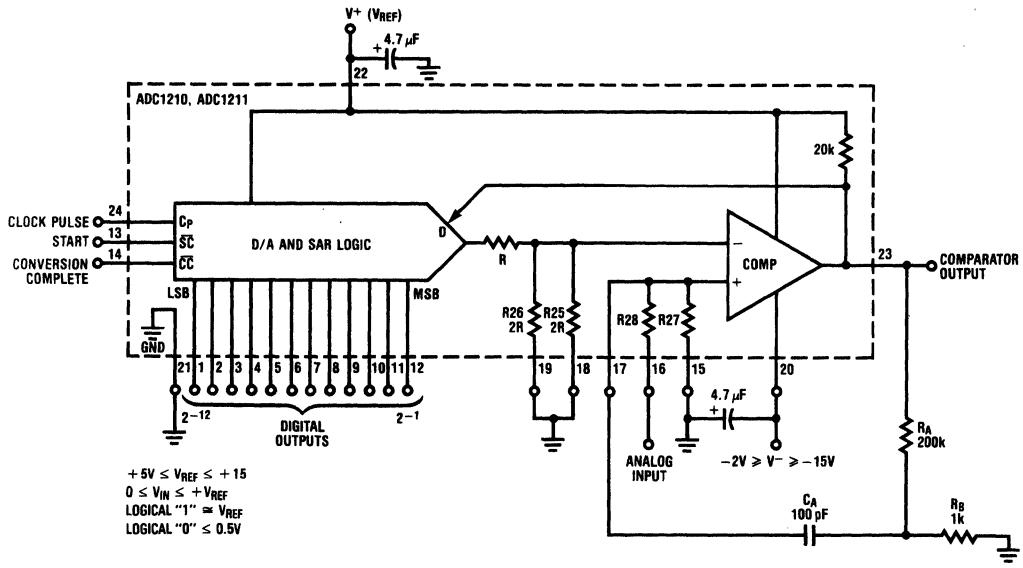 V+ (VREF)
+ 4.7 µF
22
ADC1210, ADC1211
20k
CLOCK PULSE 24 CP
START 13 SC
CONVERSION COMPLETE 14 CC
D/A AND SAR LOGIC
D
R
−
COMP
+
23
COMPARATOR OUTPUT
LSB
MSB
R26 2R
R25 2R
R28
R27
GND
21 1 2 3 4 5 6 7 8 9 10 11 12
19 18 17 16 15 20
2−12
2−1
DIGITAL OUTPUTS
4.7 µF
+
ANALOG INPUT
−2V ≥ V− ≥ −15V
RA 200k
CA 100 pF
RB 1k
+5V ≤ VREF ≤ +15
0 ≤ VIN ≤ +VREF
LOGICAL "1" ≅ VREF
LOGICAL "0" ≤ 0.5V